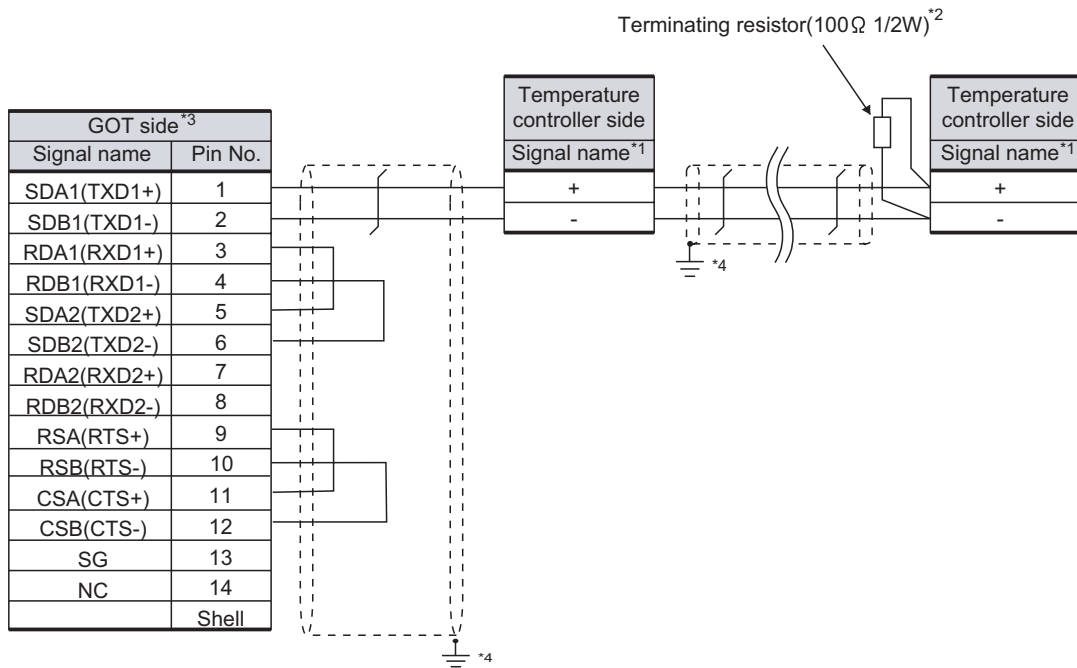 Terminating resistor(100Ω 1/2W)*2
GOT side*3
Signal name Pin No.
SDA1(TXD1+) 1
SDB1(TXD1-) 2
RDA1(RXD1+) 3
RDB1(RXD1-) 4
SDA2(TXD2+) 5
SDB2(TXD2-) 6
RDA2(RXD2+) 7
RDB2(RXD2-) 8
RSA(RTS+) 9
RSB(RTS-) 10
CSA(CTS+) 11
CSB(CTS-) 12
SG 13
NC 14
Shell
*4
Temperature
controller side
Signal name*1
+
-
*4
Temperature
controller side
Signal name*1
+
-